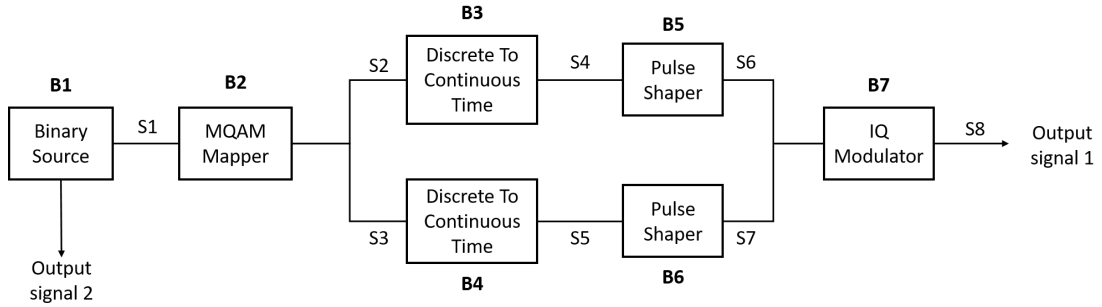 B1
Binary
Source
S1
B2
MQAM
Mapper
S2
B3
Discrete To
Continuous
Time
S4
B5
Pulse
Shaper
S6
S3
Discrete To
Continuous
Time
B4
S5
Pulse
Shaper
B6
S7
B7
IQ
Modulator
S8
Output
signal 1
Output
signal 2